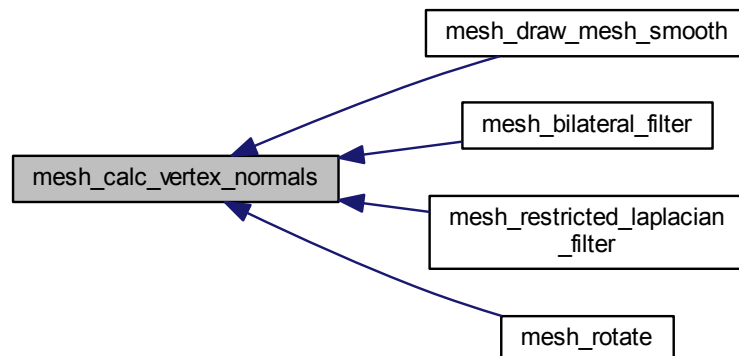 mesh_draw_mesh_smooth
mesh_bilateral_filter
mesh_calc_vertex_normals
mesh_restricted_laplacian
_filter
mesh_rotate